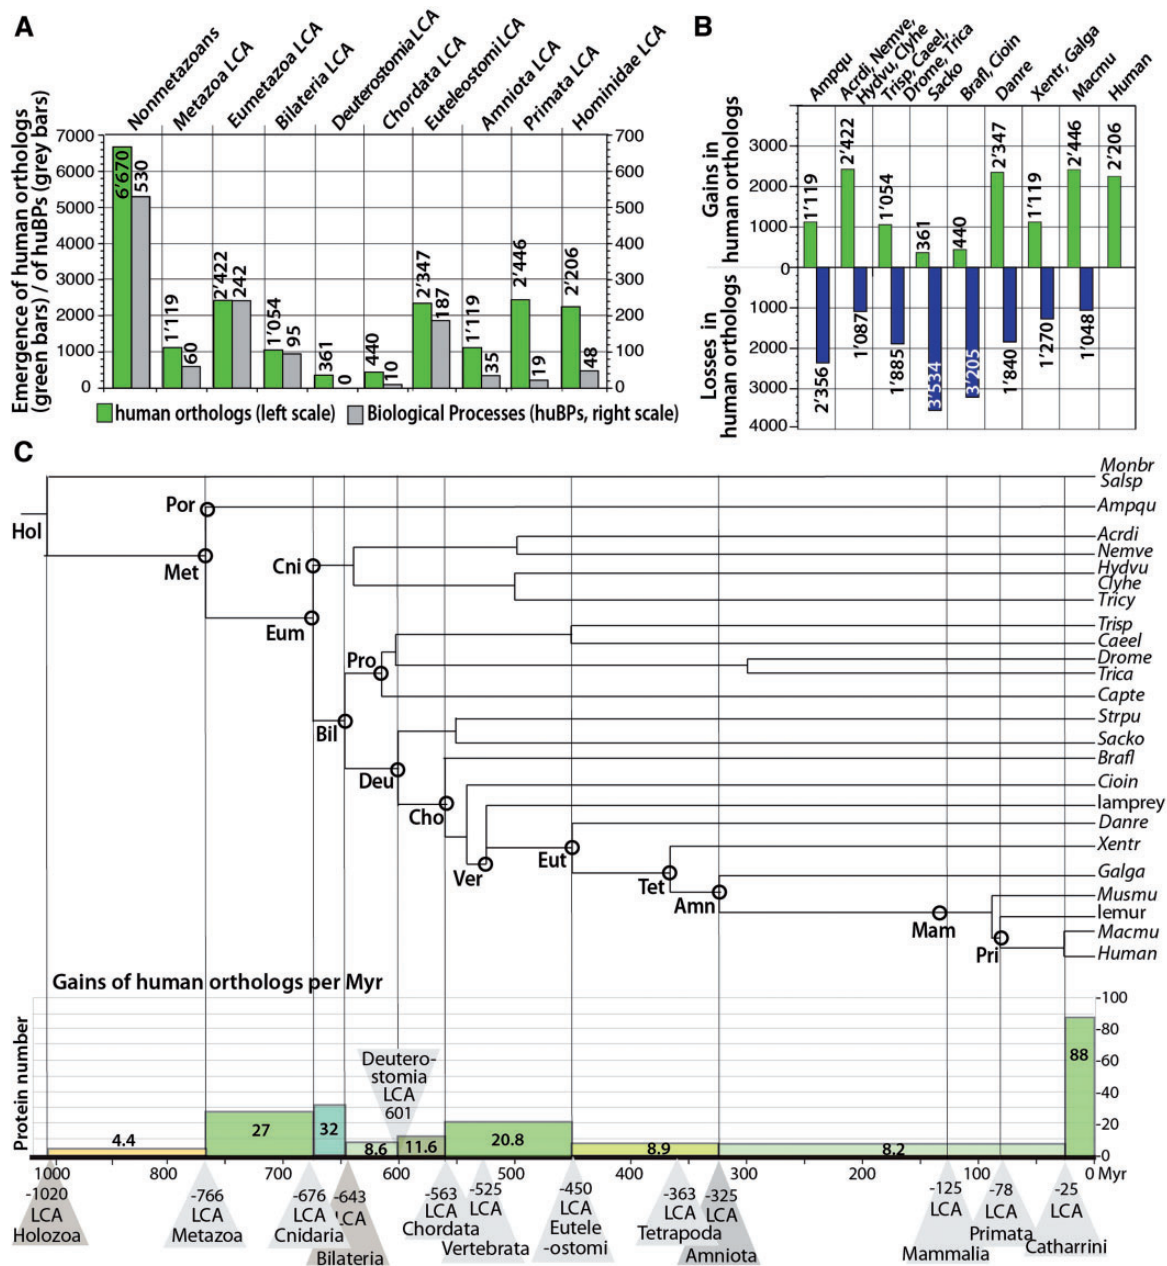 A
Nonmetazoans
Metazoa LCA
Eumetazoa LCA
Bilateria LCA
Deuterostomia LCA
Chordata LCA
Euteleostomi LCA
Amniota LCA
Primata LCA
Hominidae LCA
Emergence of human orthologs
(green bars) / of huBPs (grey bars)
7000
6000
5000
4000
3000
2000
1000
0
700
600
500
400
300
200
100
0
6'670
530
1'119
60
2'422
242
1'054
95
361
0
440
10
2'347
187
1'119
35
2'446
19
2'206
48
human orthologs (left scale)
Biological Processes (huBPs, right scale)
B
Ampqu
Acrdi, Nemve,
Hydvu, Clyhe
Trisp, Caeel,
Drome, Trica
Sacko
Brafl, Cioin
Danre
Xentr, Galga
Macmu
Human
Gains in
human orthologs
Losses in
human orthologs
3000
2000
1000
0
1000
2000
3000
4000
1'119
2'422
1'054
361
440
2'347
1'119
2'446
2'206
2'356
1'087
1'885
3'534
3'205
1'840
1'270
1'048
C
Hol
Por
Met
Cni
Eum
Pro
Bil
Deu
Cho
Ver
Eut
Tet
Amn
Mam
Pri
Monbr
Salsp
Ampqu
Acrdi
Nemve
Hydvu
Clyhe
Tricy
Trisp
Caeel
Drome
Trica
Capte
Strpu
Sacko
Brafl
Cioin
lamprey
Danre
Xentr
Galga
Musmu
lemur
Macmu
Human
Gains of human orthologs per Myr
Protein number
100
80
60
40
20
0
4.4
27
32
8.6
11.6
20.8
8.9
8.2
88
Deutero-
stomia
LCA
601
1000
900
800
700
600
500
400
300
200
100
0 Myr
-1020
LCA
Holozoa
-766
LCA
Metazoa
-676
LCA
Cnidaria
-643
LCA
Bilateria
-563
LCA
Chordata
-525
LCA
Vertebrata
-450
LCA
Eutele
-ostomi
-363
LCA
Tetrapoda
-325
LCA
Amniota
-125
LCA
Mammalia
-78
LCA
Primata
-25
LCA
Catharrini